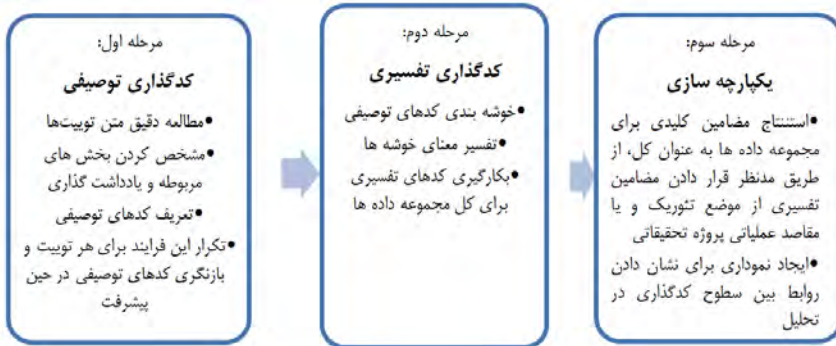 مرحله اول:
کدگذاری توصیفی
●مطالعه دقیق متن توییت‌ها
●مشخص کردن بخش های
مربوطه و یادداشت گذاری
●تعریف کدهای توصیفی
●تکرار این فرایند برای هر توییت و
بازنگری کدهای توصیفی در حین
پیشرفت
مرحله دوم:
کدگذاری تفسیری
●خوشه بندی کدهای توصیفی
●تفسیر معنای خوشه ها
●بکارگیری کدهای تفسیری
برای کل مجموعه داده ها
مرحله سوم:
یکپارچه سازی
●استنتاج مضامین کلیدی برای
مجموعه داده ها به عنوان کل، از
طریق مدنظر قرار دادن مضامین
تفسیری از موضع تئوریک و یا
مقاصد عملیاتی پروژه تحقیقاتی
●ایجاد نموداری برای نشان دادن
روابط بین سطوح کدگذاری در
تحلیل